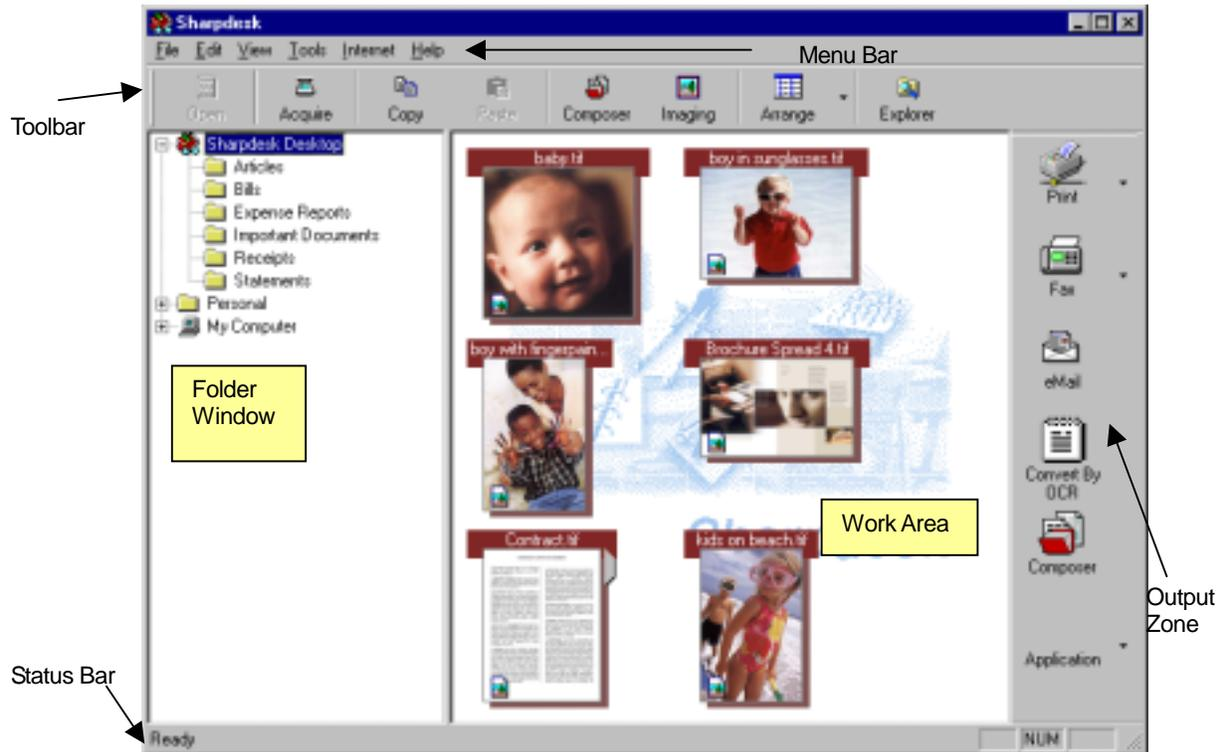 Sharpdesk
File Edit View Tools Internet Help
Menu Bar
Toolbar
Open Acquire Copy Paste Composer Imaging Arrange Explorer
Sharpdesk Desktop
Articles
Bills
Expense Reports
Important Documents
Receipts
Statements
Personal
My Computer
Folder
Window
baby.tif
boy in sunglasses.tif
boy with fingerpain...
Brochure Spread 4.tif
Work Area
Contract.tif
kids on beach.tif
Print
Fax
eMail
Convert By
OCR
Composer
Application
Output
Zone
Status Bar
Ready
NUM